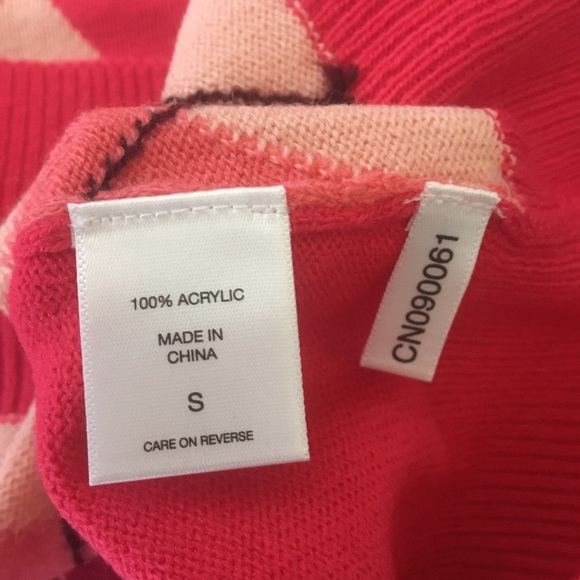 100% ACRYLIC
MADE IN
CHINA
S
CARE ON REVERSE
CN090061